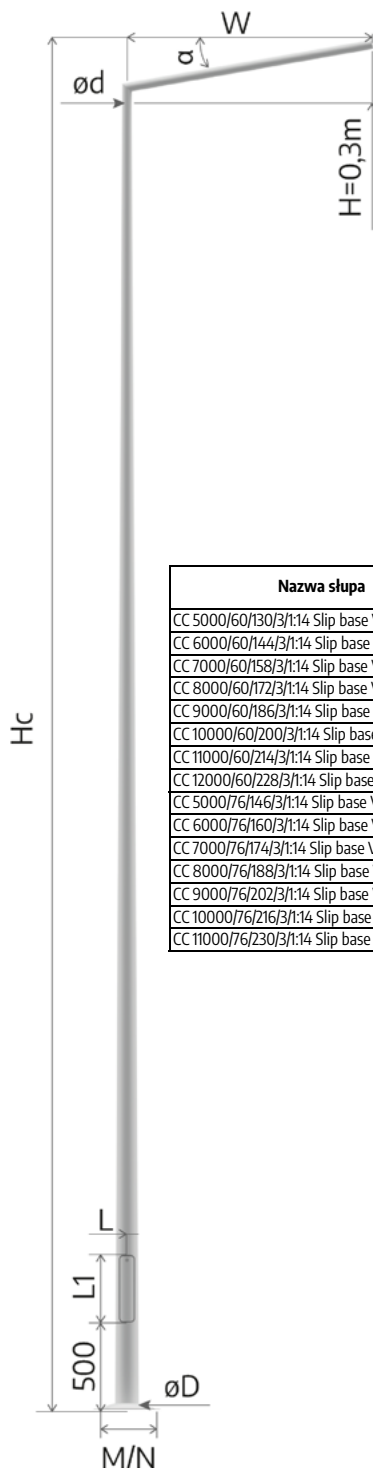 W
α
ød
H=0,3m
Hc
Nazwa słupa
CC 5000/60/130/3/1:14 Slip base
CC 6000/60/144/3/1:14 Slip base
CC 7000/60/158/3/1:14 Slip base
CC 8000/60/172/3/1:14 Slip base
CC 9000/60/186/3/1:14 Slip base
CC 10000/60/200/3/1:14 Slip base
CC 11000/60/214/3/1:14 Slip base
CC 12000/60/228/3/1:14 Slip base
CC 5000/76/146/3/1:14 Slip base
CC 6000/76/160/3/1:14 Slip base
CC 7000/76/174/3/1:14 Slip base
CC 8000/76/188/3/1:14 Slip base
CC 9000/76/202/3/1:14 Slip base
CC 10000/76/216/3/1:14 Slip base
CC 11000/76/230/3/1:14 Slip base
L
L1
500
øD
M/N